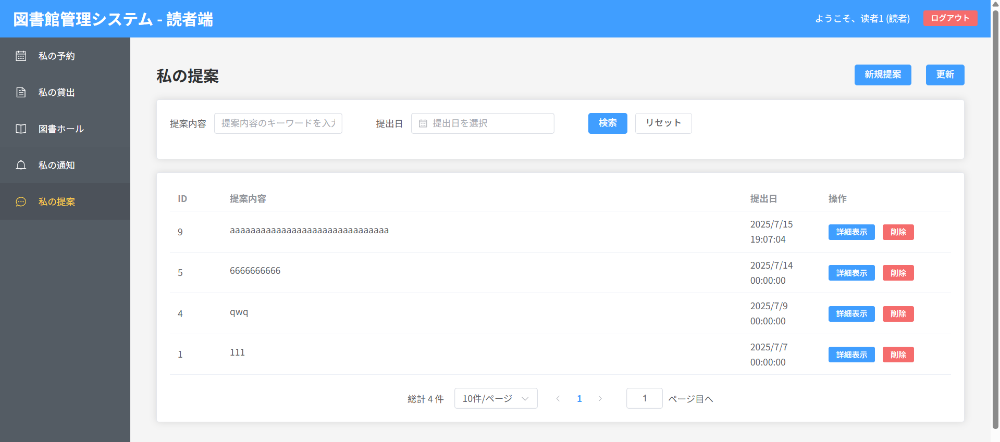 図書館管理システム - 読者端
ようこそ、读者1 (読者)
ログアウト
私の予約
私の貸出
図書ホール
私の通知
私の提案
私の提案
新規提案
更新
提案内容
提案内容のキーワードを入力
提出日
提出日を選択
検索
リセット
ID 提案内容 提出日 操作
9 aaaaaaaaaaaaaaaaaaaaaaaaaaaaaaa 2025/7/15 19:07:04 詳細表示 削除
5 6666666666 2025/7/14 00:00:00 詳細表示 削除
4 qwq 2025/7/9 00:00:00 詳細表示 削除
1 111 2025/7/7 00:00:00 詳細表示 削除
総計 4 件 10件/ページ 1 1 ページ目へ